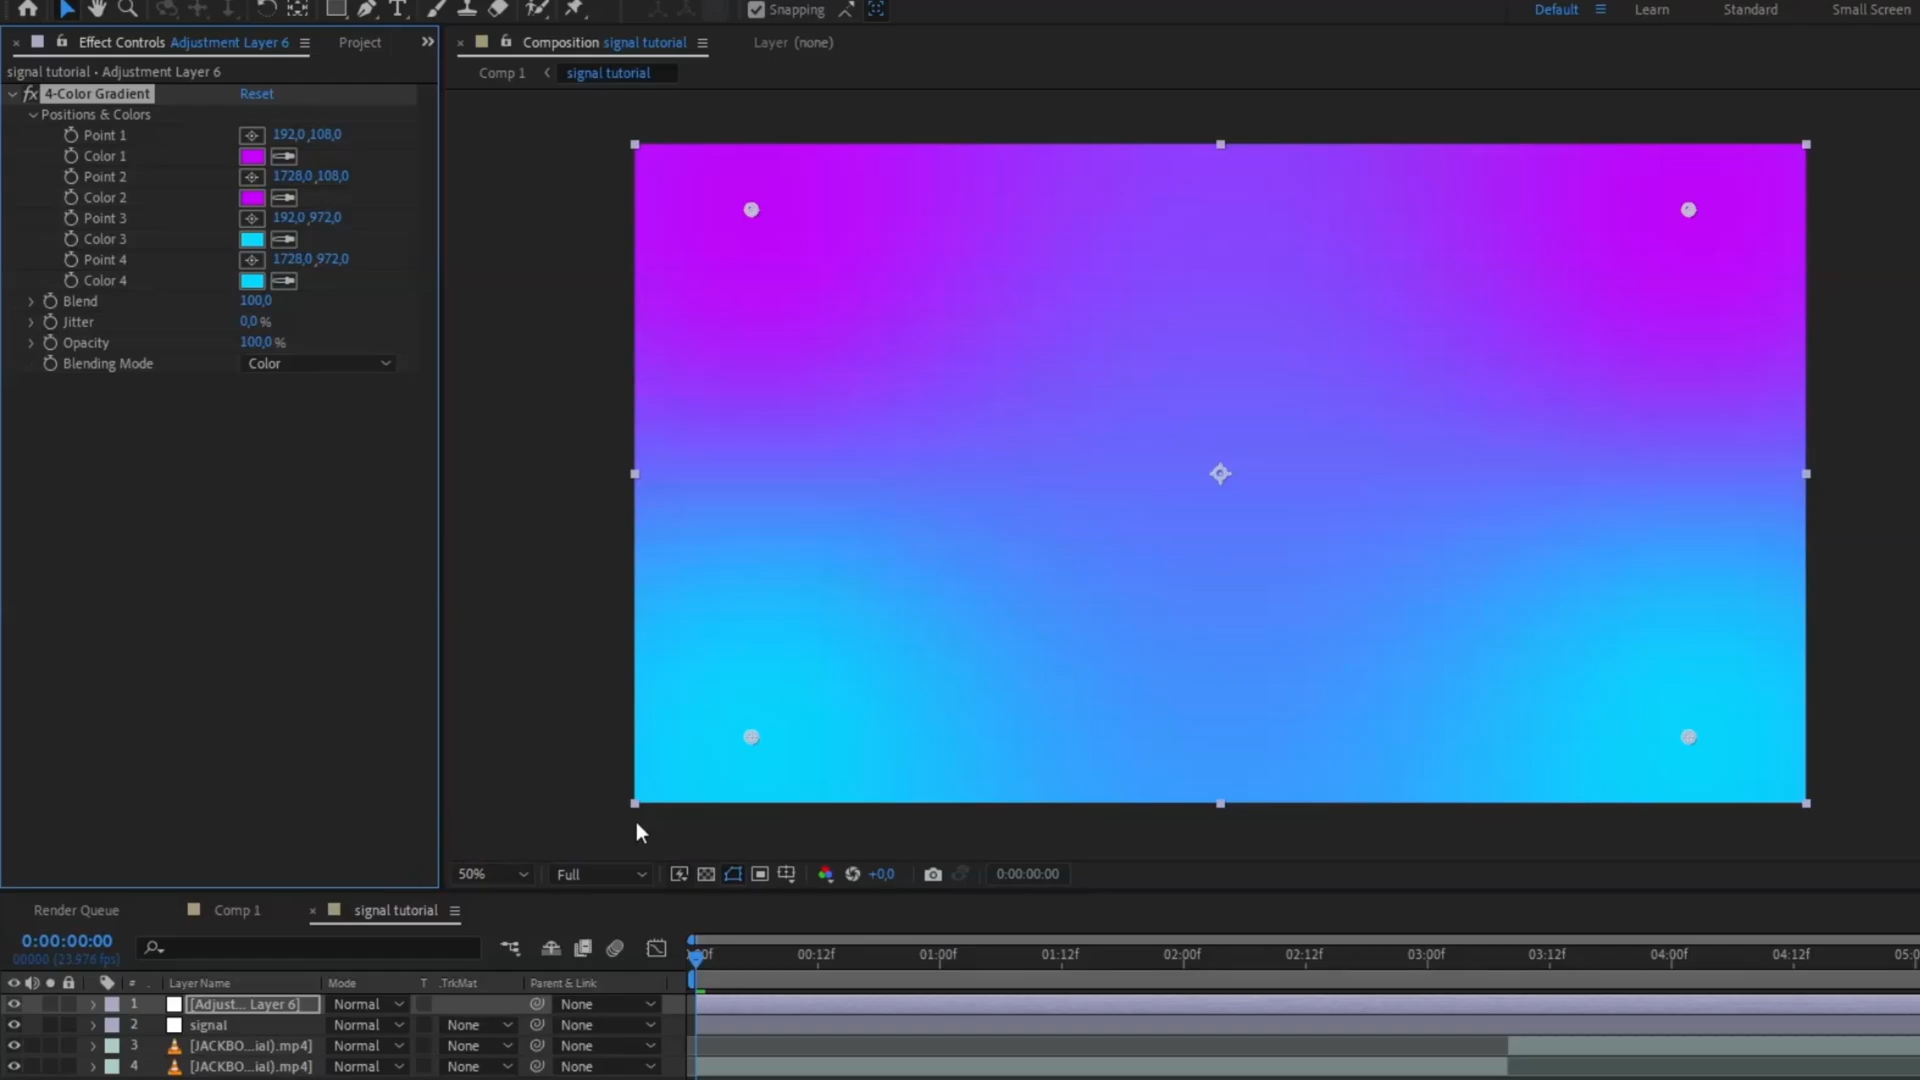 Snapping
Default
Learn
Standard
Small Screen
Effect Controls Adjustment Layer 6
Project
Composition signal tutorial
Layer (none)
signal tutorial • Adjustment Layer 6
Comp 1
signal tutorial
fx 4-Color Gradient
Reset
Positions & Colors
Point 1
192,0 ,108,0
Color 1
Point 2
1728,0 ,108,0
Color 2
Point 3
192,0 ,972,0
Color 3
Point 4
1728,0 ,972,0
Color 4
Blend
100,0
Jitter
0,0 %
Opacity
100,0 %
Blending Mode
Color
50%
Full
+0,0
0:00:00:00
Render Queue
Comp 1
signal tutorial
0:00:00:00
00000 (23.976 fps)
00:12f
01:00f
01:12f
02:00f
02:12f
03:00f
03:12f
04:00f
04:12f
# . Layer Name
Mode
T .TrkMat
Parent & Link
1 [Adjust... Layer 6] Normal None
2 signal Normal None None
3 [JACKBO...ial).mp4] Normal None None
4 [JACKBO...ial).mp4] Normal None None